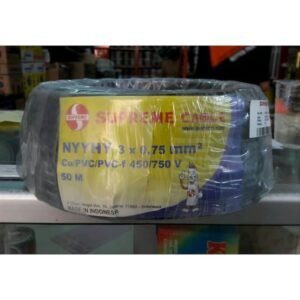 SUPREME CABLE
NYYHY 3 x 0.75 mm²
Cu/PVC/PVC-f 450/750 V
50 M
MADE IN INDONESIA